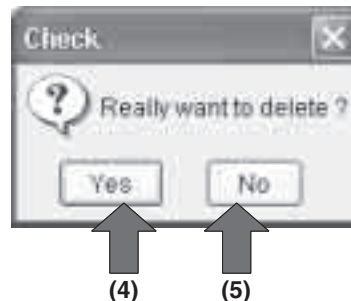 Check
Really want to delete ?
Yes No
(4) (5)